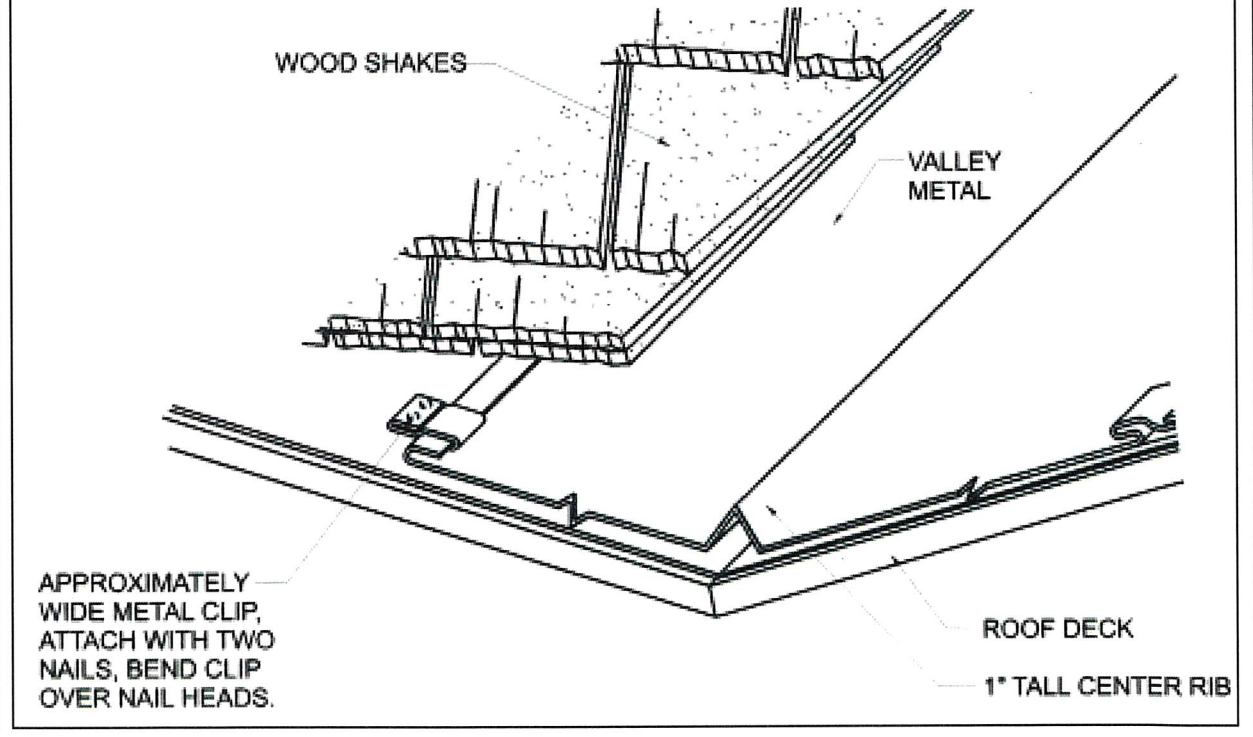 WOOD SHAKES
VALLEY
METAL
APPROXIMATELY
WIDE METAL CLIP,
ATTACH WITH TWO
NAILS, BEND CLIP
OVER NAIL HEADS.
ROOF DECK
1" TALL CENTER RIB